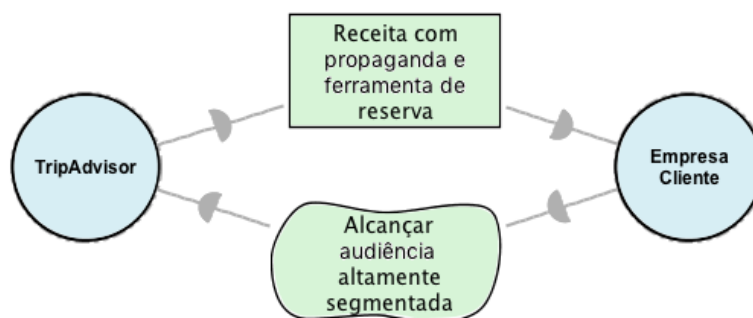 Receita com
propaganda e
ferramenta de
reserva
TripAdvisor
Empresa
Cliente
Alcançar
audiência
altamente
segmentada